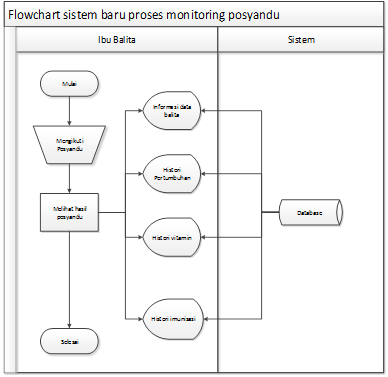 Flowchart sistem baru proses monitoring posyandu
Ibu Balita
Sistem
Mulai
Mengikuti
Posyandu
Melihat hasil
posyandu
Selesai
Informasi data
balita
Histori
Pertumbuhan
Histori vitamin
Histori imunisasi
Database